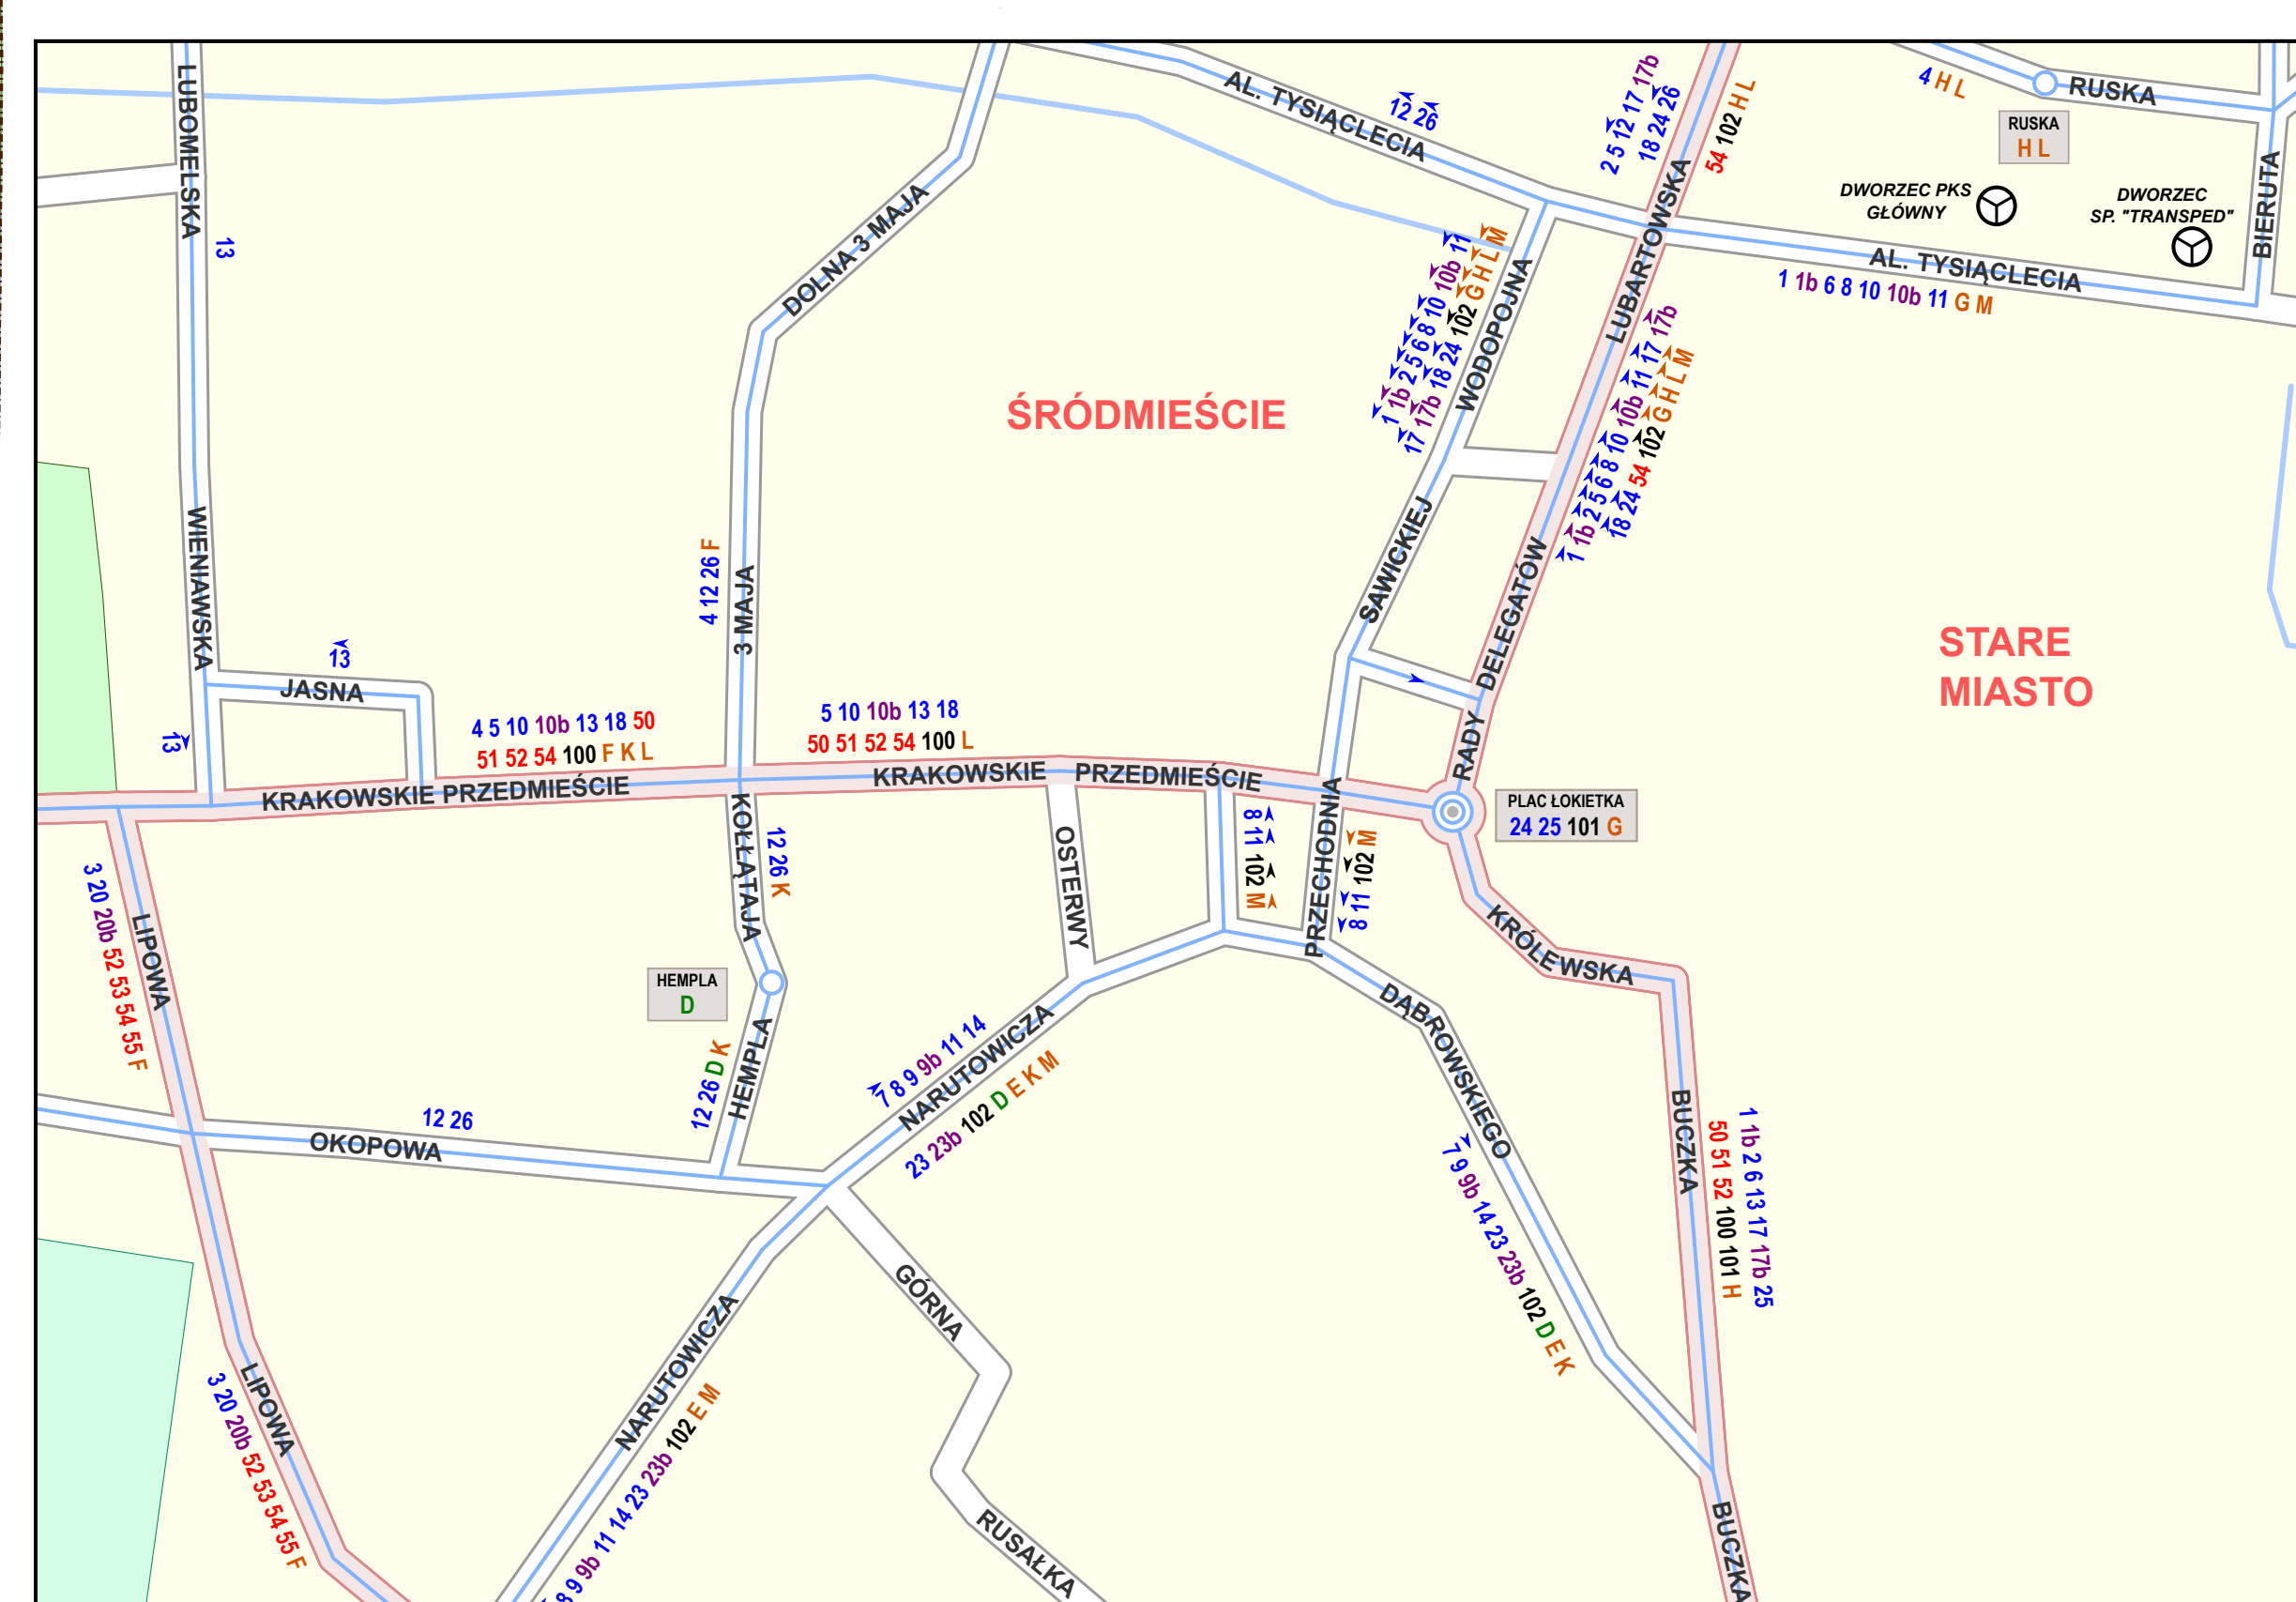 LUBOMELSKA
13
WIENIAWSKA
13
JASNA
13
DOLNA 3 MAJA
3 MAJA
4 12 26 F
AL. TYSIĄCLECIA
12 26
2 5 12 17 17b
18 24 26
54 102 H L
LUBARTOWSKA
4 H L
RUSKA
RUSKA
H L
DWORZEC PKS
GŁÓWNY
DWORZEC
SP. "TRANSPED"
BIERUTA
AL. TYSIĄCLECIA
1 1b 6 8 10 10b 11 G M
1 1b 2 5 6 8 10 10b 11
17 17b 18 24 102 G H L M
WODOPOJNA
SAWICKIEJ
ŚRÓDMIEŚCIE
1 1b 2 5 6 8 10 10b 11 17 17b
18 24 54 102 G H L M
RADY DELEGATÓW
STARE
MIASTO
4 5 10 10b 13 18 50
51 52 54 100 F K L
KRAKOWSKIE PRZEDMIEŚCIE
5 10 10b 13 18
50 51 52 54 100 L
KRAKOWSKIE PRZEDMIEŚCIE
PLAC ŁOKIETKA
24 25 101 G
KOŁŁĄTAJA
12 26 K
OSTERWY
8 11 102 M
PRZECHODNIA
8 11 102 M
KRÓLEWSKA
LIPOWA
3 20 20b 52 53 54 55 F
HEMPLA
D
12 26 D K
HEMPLA
7 8 9 9b 11 14
NARUTOWICZA
23 23b 102 D E K M
DĄBROWSKIEGO
7 9 9b 14 23 23b 102 D E K
BUCZKA
1 1b 2 6 13 17 17b 25
50 51 52 100 101 H
12 26
OKOPOWA
GÓRNA
NARUTOWICZA
8 9 9b 11 14 23 23b 102 E M
LIPOWA
3 20 20b 52 53 54 55 F
RUSAŁKA
BUCZKA